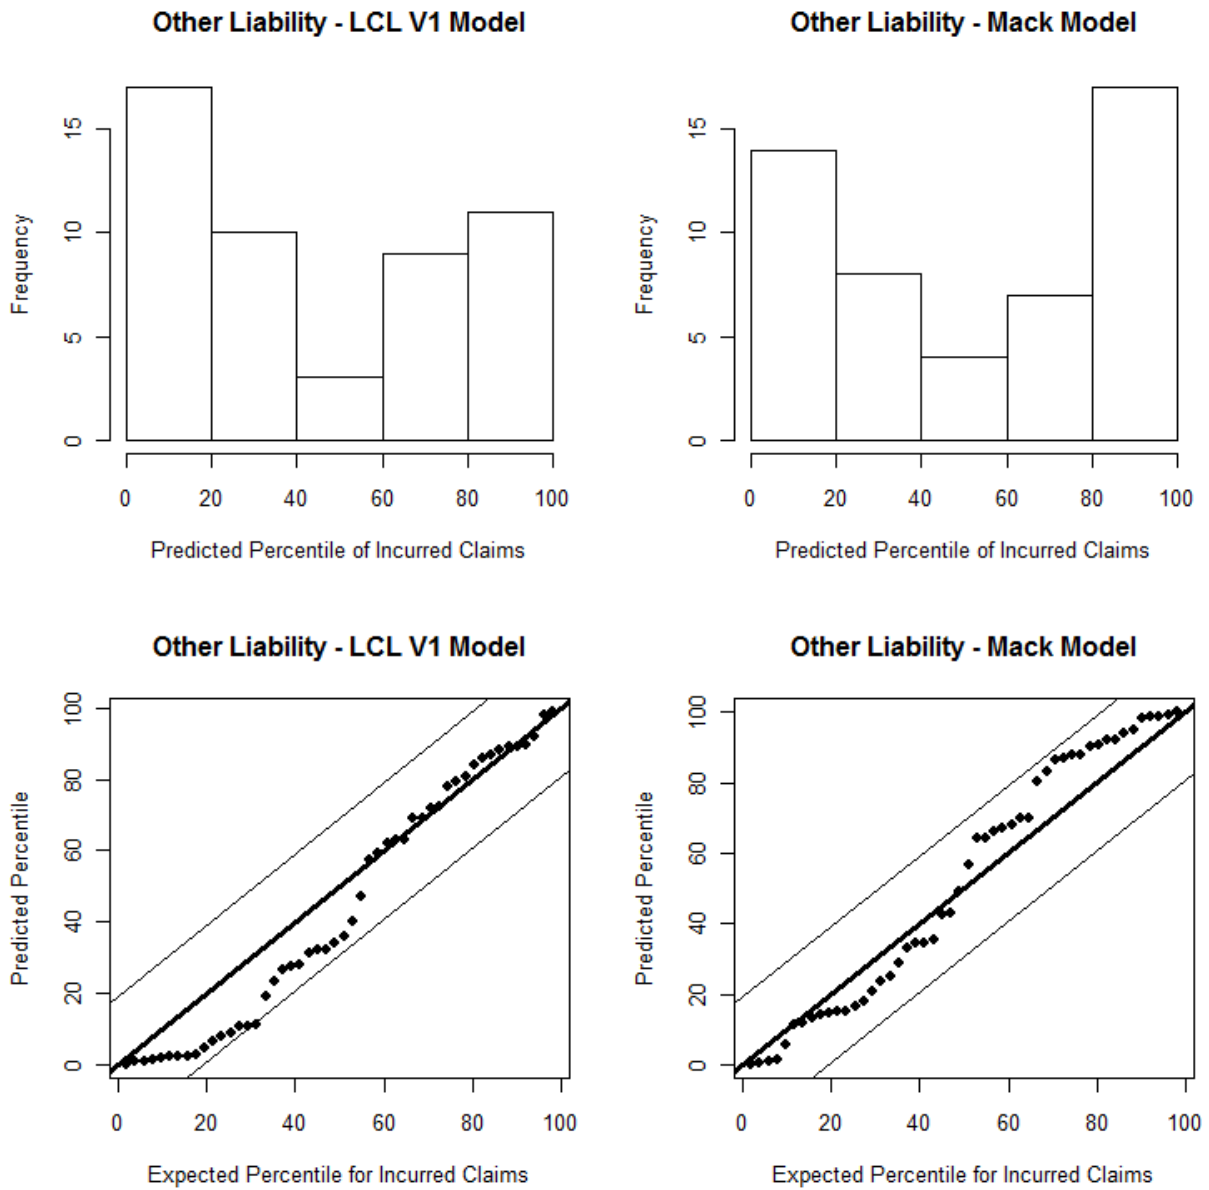 Other Liability - LCL V1 Model
Frequency
15
10
5
0
0 20 40 60 80 100
Predicted Percentile of Incurred Claims
Other Liability - Mack Model
Frequency
15
10
5
0
0 20 40 60 80 100
Predicted Percentile of Incurred Claims
Other Liability - LCL V1 Model
Predicted Percentile
100
80
60
40
20
0
0 20 40 60 80 100
Expected Percentile for Incurred Claims
Other Liability - Mack Model
Predicted Percentile
100
80
60
40
20
0
0 20 40 60 80 100
Expected Percentile for Incurred Claims